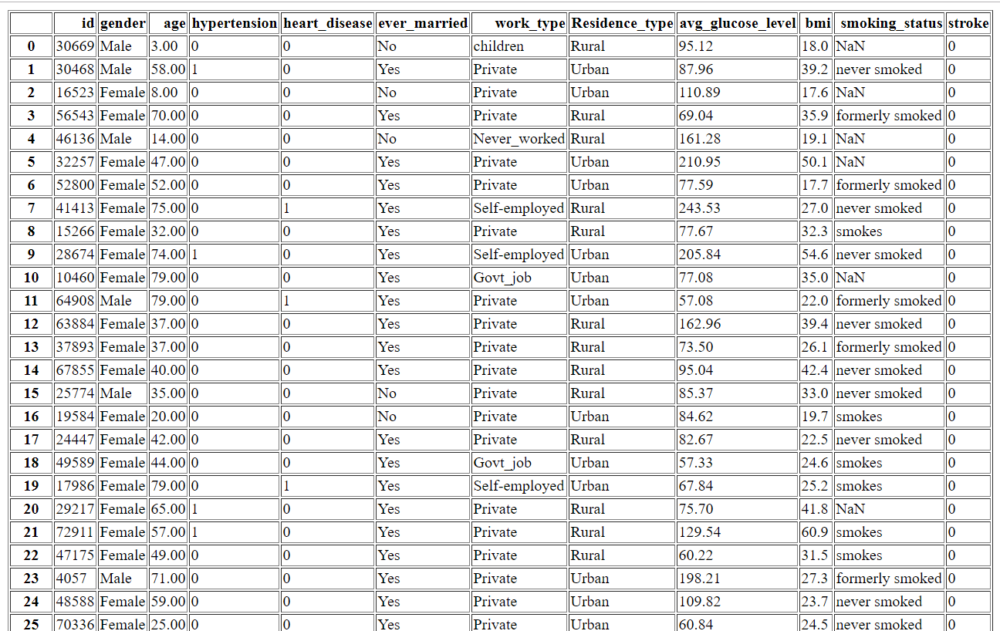 id gender age hypertension heart_disease ever_married work_type Residence_type avg_glucose_level bmi smoking_status stroke
0 30669 Male 3.00 0 0 No children Rural 95.12 18.0 NaN 0
1 30468 Male 58.00 1 0 Yes Private Urban 87.96 39.2 never smoked 0
2 16523 Female 8.00 0 0 No Private Urban 110.89 17.6 NaN 0
3 56543 Female 70.00 0 0 Yes Private Rural 69.04 35.9 formerly smoked 0
4 46136 Male 14.00 0 0 No Never_worked Rural 161.28 19.1 NaN 0
5 32257 Female 47.00 0 0 Yes Private Urban 210.95 50.1 NaN 0
6 52800 Female 52.00 0 0 Yes Private Urban 77.59 17.7 formerly smoked 0
7 41413 Female 75.00 0 1 Yes Self-employed Rural 243.53 27.0 never smoked 0
8 15266 Female 32.00 0 0 Yes Private Rural 77.67 32.3 smokes 0
9 28674 Female 74.00 1 0 Yes Self-employed Urban 205.84 54.6 never smoked 0
10 10460 Female 79.00 0 0 Yes Govt_job Urban 77.08 35.0 NaN 0
11 64908 Male 79.00 0 1 Yes Private Urban 57.08 22.0 formerly smoked 0
12 63884 Female 37.00 0 0 Yes Private Rural 162.96 39.4 never smoked 0
13 37893 Female 37.00 0 0 Yes Private Rural 73.50 26.1 formerly smoked 0
14 67855 Female 40.00 0 0 Yes Private Rural 95.04 42.4 never smoked 0
15 25774 Male 35.00 0 0 No Private Rural 85.37 33.0 never smoked 0
16 19584 Female 20.00 0 0 No Private Urban 84.62 19.7 smokes 0
17 24447 Female 42.00 0 0 Yes Private Rural 82.67 22.5 never smoked 0
18 49589 Female 44.00 0 0 Yes Govt_job Urban 57.33 24.6 smokes 0
19 17986 Female 79.00 0 1 Yes Self-employed Urban 67.84 25.2 smokes 0
20 29217 Female 65.00 1 0 Yes Private Rural 75.70 41.8 NaN 0
21 72911 Female 57.00 1 0 Yes Private Rural 129.54 60.9 smokes 0
22 47175 Female 49.00 0 0 Yes Private Rural 60.22 31.5 smokes 0
23 4057 Male 71.00 0 0 Yes Private Urban 198.21 27.3 formerly smoked 0
24 48588 Female 59.00 0 0 Yes Private Urban 109.82 23.7 never smoked 0
25 70336 Female 25.00 0 0 Yes Private Urban 60.84 24.5 never smoked 0